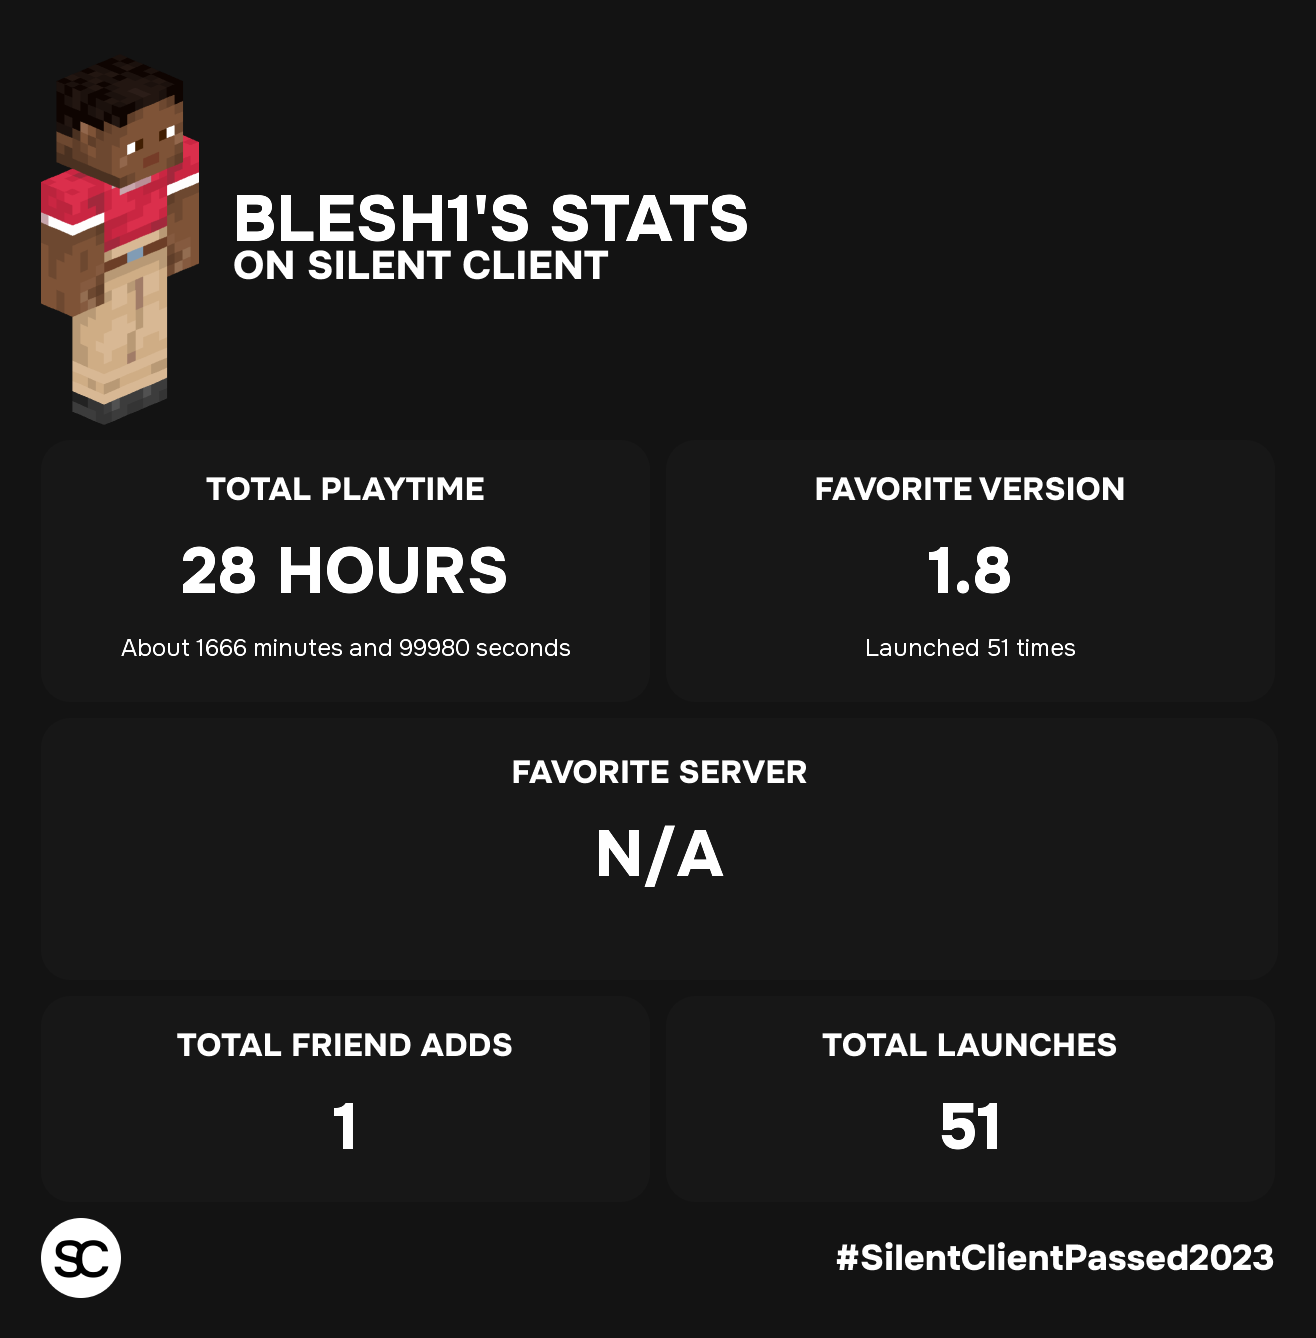 BLESH1'S STATS
ON SILENT CLIENT
TOTAL PLAYTIME
28 HOURS
About 1666 minutes and 99980 seconds
FAVORITE VERSION
1.8
Launched 51 times
FAVORITE SERVER
N/A
TOTAL FRIEND ADDS
1
TOTAL LAUNCHES
51
SC
#SilentClientPassed2023